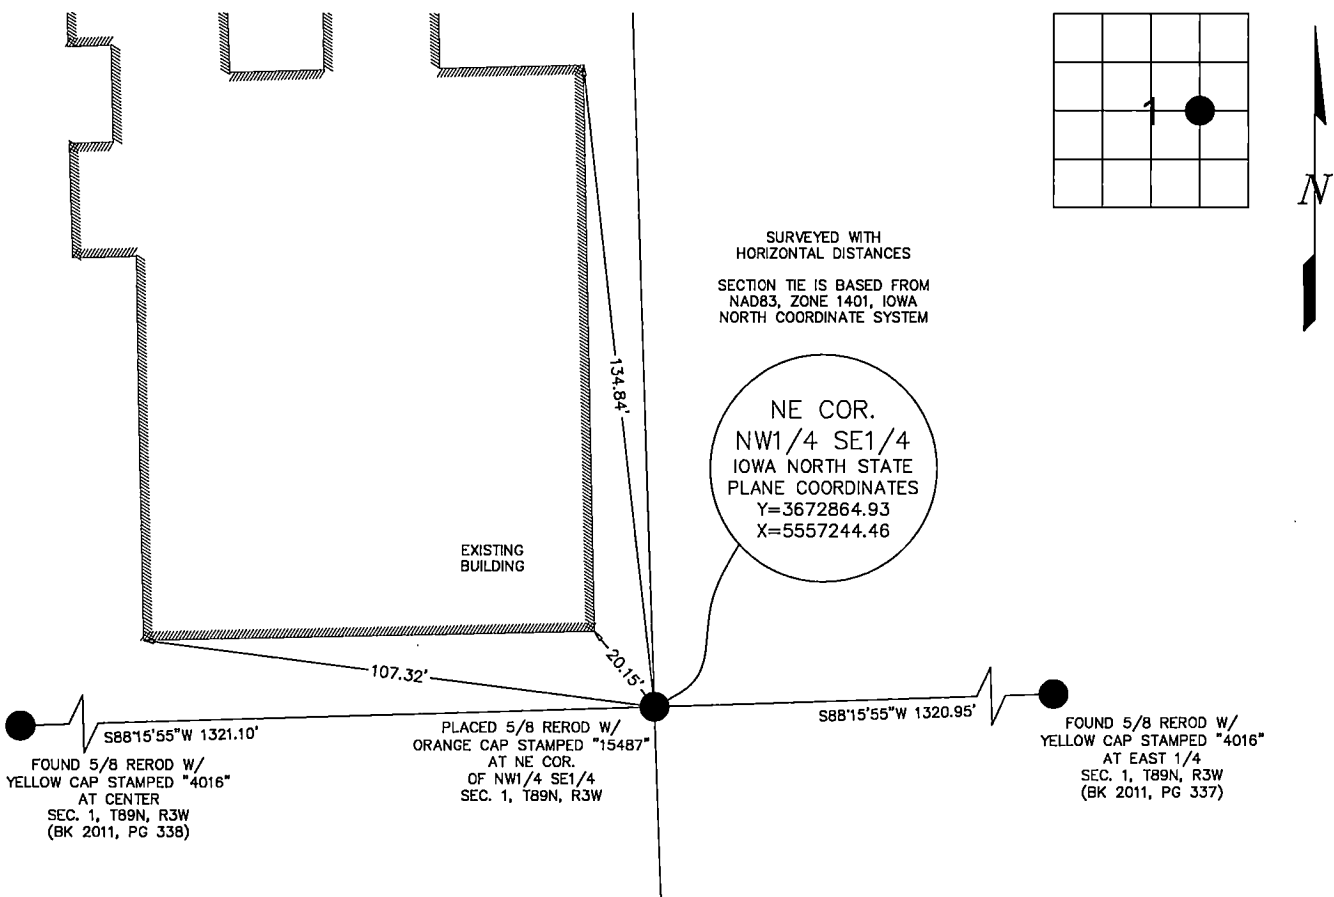 1
N
SURVEYED WITH
HORIZONTAL DISTANCES
SECTION TIE IS BASED FROM
NAD83, ZONE 1401, IOWA
NORTH COORDINATE SYSTEM
134.84'
NE COR.
NW1/4 SE1/4
IOWA NORTH STATE
PLANE COORDINATES
Y=3672864.93
X=5557244.46
EXISTING
BUILDING
107.32'
20.15'
S88°15'55"W 1321.10'
S88°15'55"W 1320.95'
FOUND 5/8 REROD W/
YELLOW CAP STAMPED "4016"
AT CENTER
SEC. 1, T89N, R3W
(BK 2011, PG 338)
PLACED 5/8 REROD W/
ORANGE CAP STAMPED "15487"
AT NE COR.
OF NW1/4 SE1/4
SEC. 1, T89N, R3W
FOUND 5/8 REROD W/
YELLOW CAP STAMPED "4016"
AT EAST 1/4
SEC. 1, T89N, R3W
(BK 2011, PG 337)